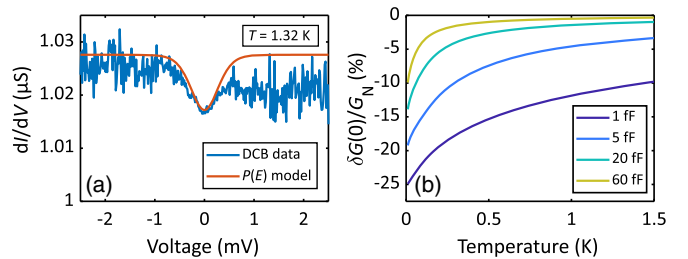 1.03
1.02
1.01
1
dI/dV (µS)
T = 1.32 K
DCB data
P(E) model
(a)
-2 -1 0 1 2
Voltage (mV)
0
-5
-10
-15
-20
-25
δG(0)/G_N (%)
1 fF
5 fF
20 fF
60 fF
(b)
0 0.5 1 1.5
Temperature (K)